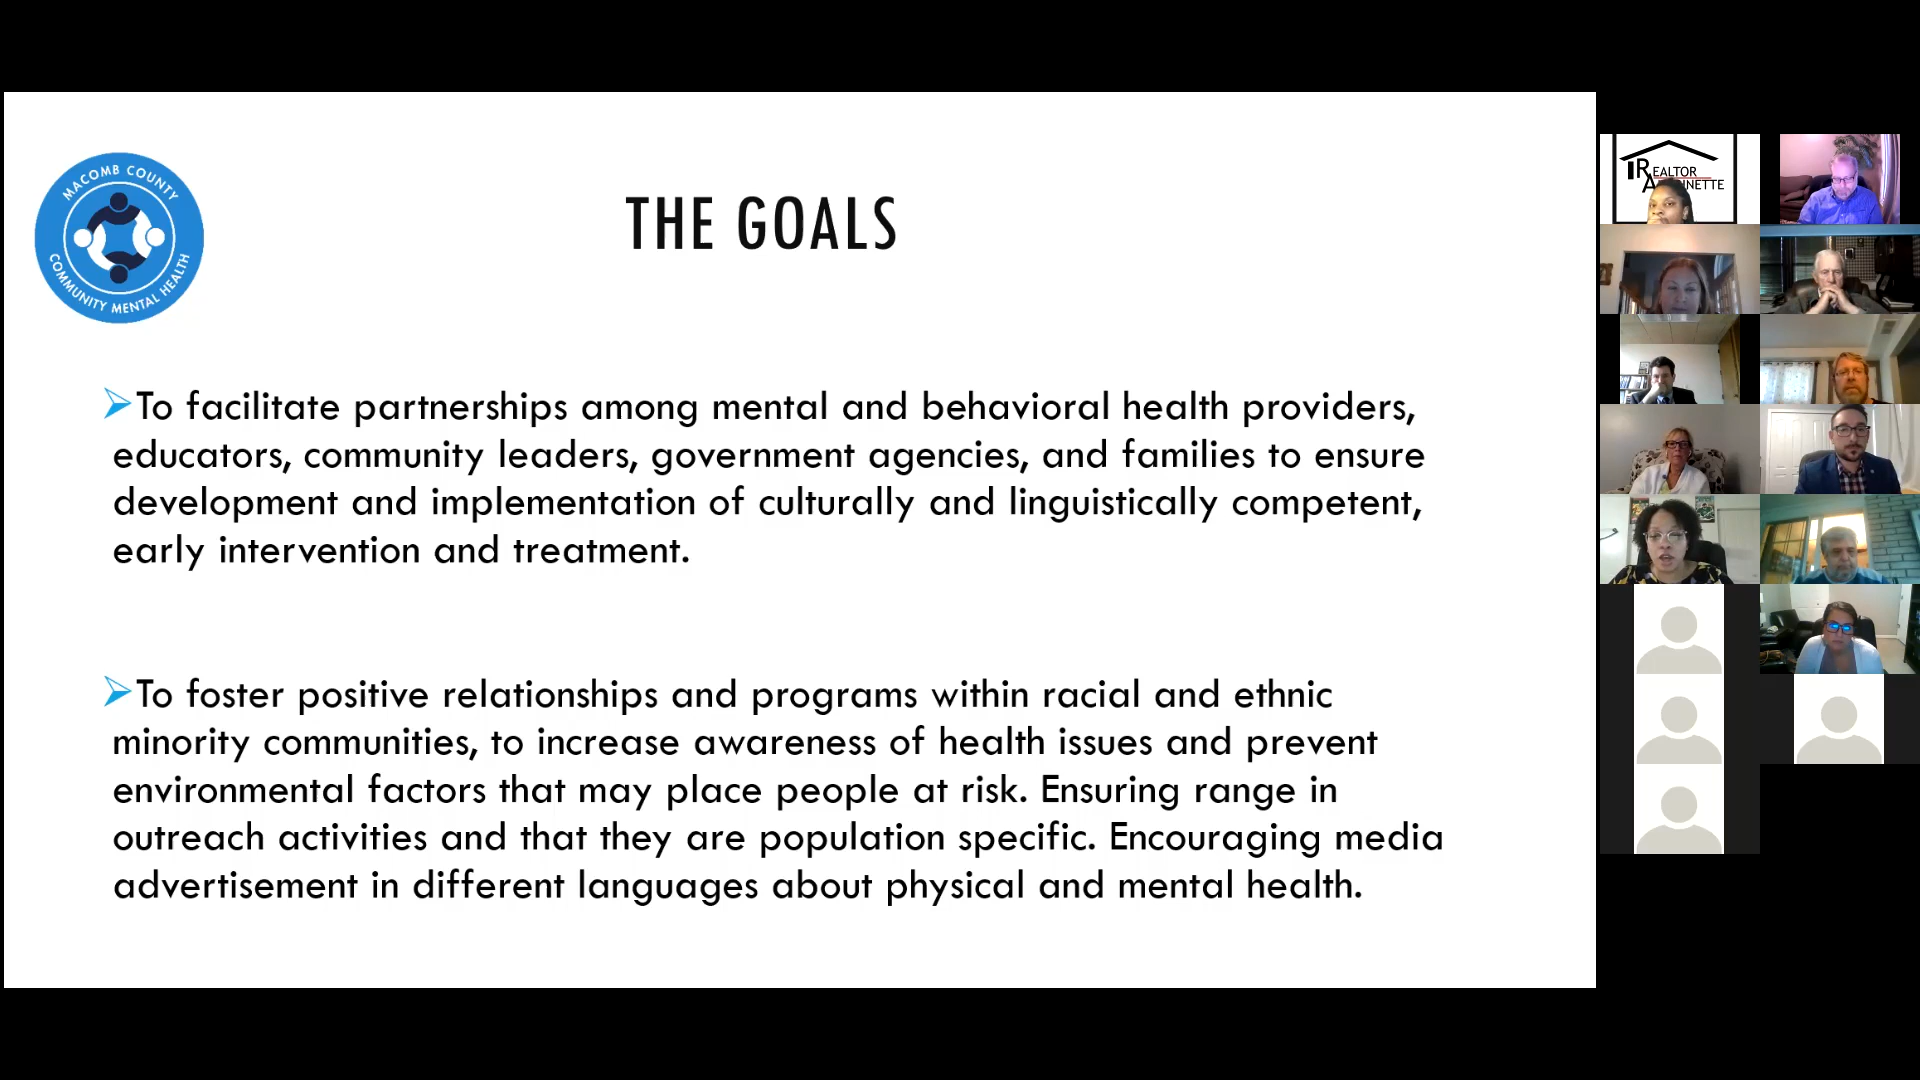 MACOMB COUNTY
COMMUNITY MENTAL HEALTH
THE GOALS
To facilitate partnerships among mental and behavioral health providers,
educators, community leaders, government agencies, and families to ensure
development and implementation of culturally and linguistically competent,
early intervention and treatment.
To foster positive relationships and programs within racial and ethnic
minority communities, to increase awareness of health issues and prevent
environmental factors that may place people at risk. Ensuring range in
outreach activities and that they are population specific. Encouraging media
advertisement in different languages about physical and mental health.
REALTOR